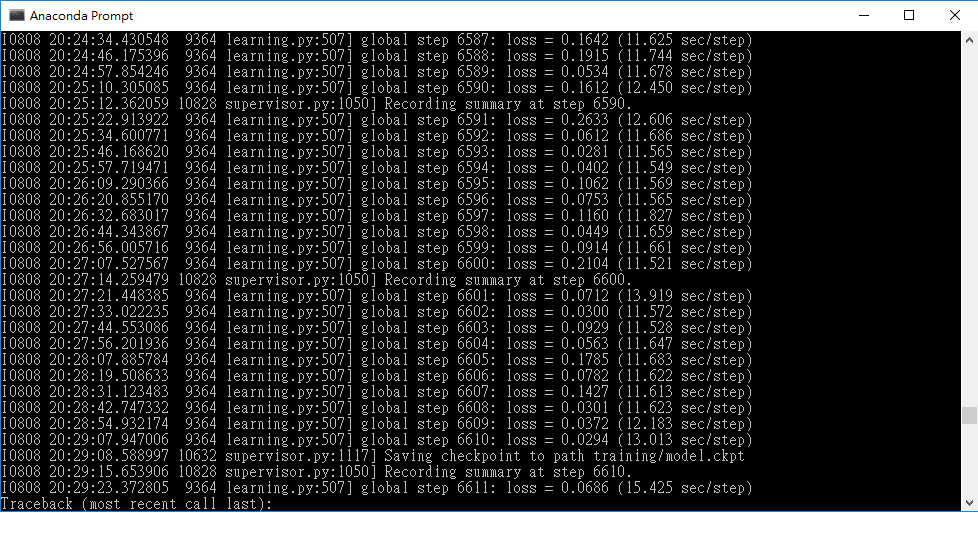 Anaconda Prompt
I0808 20:24:34.430548  9364 learning.py:507] global step 6587: loss = 0.1642 (11.625 sec/step)
I0808 20:24:46.175396  9364 learning.py:507] global step 6588: loss = 0.1915 (11.744 sec/step)
I0808 20:24:57.854246  9364 learning.py:507] global step 6589: loss = 0.0534 (11.678 sec/step)
I0808 20:25:10.305085  9364 learning.py:507] global step 6590: loss = 0.1612 (12.450 sec/step)
I0808 20:25:12.362059 10828 supervisor.py:1050] Recording summary at step 6590.
I0808 20:25:22.913922  9364 learning.py:507] global step 6591: loss = 0.2633 (12.606 sec/step)
I0808 20:25:34.600771  9364 learning.py:507] global step 6592: loss = 0.0612 (11.686 sec/step)
I0808 20:25:46.168620  9364 learning.py:507] global step 6593: loss = 0.0281 (11.565 sec/step)
I0808 20:25:57.719471  9364 learning.py:507] global step 6594: loss = 0.0402 (11.549 sec/step)
I0808 20:26:09.290366  9364 learning.py:507] global step 6595: loss = 0.1062 (11.569 sec/step)
I0808 20:26:20.855170  9364 learning.py:507] global step 6596: loss = 0.0753 (11.565 sec/step)
I0808 20:26:32.683017  9364 learning.py:507] global step 6597: loss = 0.1160 (11.827 sec/step)
I0808 20:26:44.343867  9364 learning.py:507] global step 6598: loss = 0.0449 (11.659 sec/step)
I0808 20:26:56.005716  9364 learning.py:507] global step 6599: loss = 0.0914 (11.661 sec/step)
I0808 20:27:07.527567  9364 learning.py:507] global step 6600: loss = 0.2104 (11.521 sec/step)
I0808 20:27:14.259479 10828 supervisor.py:1050] Recording summary at step 6600.
I0808 20:27:21.448385  9364 learning.py:507] global step 6601: loss = 0.0712 (13.919 sec/step)
I0808 20:27:33.022235  9364 learning.py:507] global step 6602: loss = 0.0300 (11.572 sec/step)
I0808 20:27:44.553086  9364 learning.py:507] global step 6603: loss = 0.0929 (11.528 sec/step)
I0808 20:27:56.201936  9364 learning.py:507] global step 6604: loss = 0.0563 (11.647 sec/step)
I0808 20:28:07.885784  9364 learning.py:507] global step 6605: loss = 0.1785 (11.683 sec/step)
I0808 20:28:19.508633  9364 learning.py:507] global step 6606: loss = 0.0782 (11.622 sec/step)
I0808 20:28:31.123483  9364 learning.py:507] global step 6607: loss = 0.1427 (11.613 sec/step)
I0808 20:28:42.747332  9364 learning.py:507] global step 6608: loss = 0.0301 (11.623 sec/step)
I0808 20:28:54.932174  9364 learning.py:507] global step 6609: loss = 0.0372 (12.183 sec/step)
I0808 20:29:07.947006  9364 learning.py:507] global step 6610: loss = 0.0294 (13.013 sec/step)
I0808 20:29:08.588997 10632 supervisor.py:1117] Saving checkpoint to path training/model.ckpt
I0808 20:29:15.653906 10828 supervisor.py:1050] Recording summary at step 6610.
I0808 20:29:23.372805  9364 learning.py:507] global step 6611: loss = 0.0686 (15.425 sec/step)
Traceback (most recent call last):